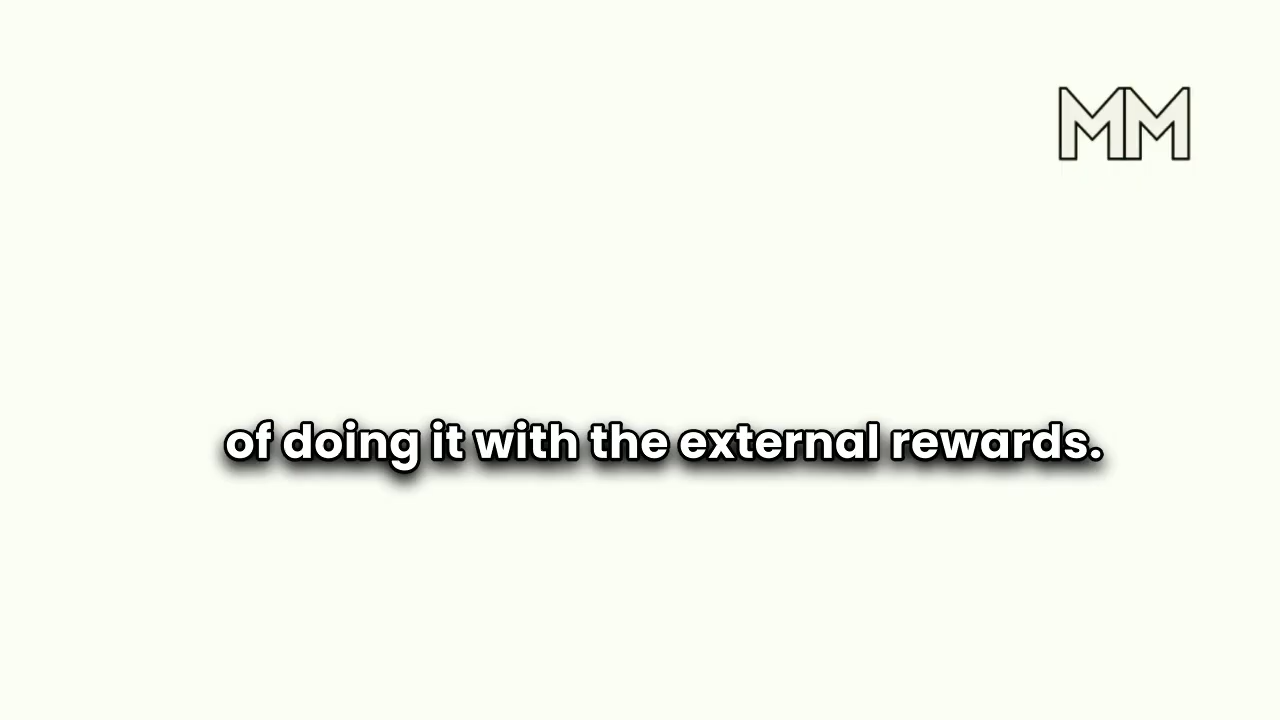 MM
of doing it with the external rewards.